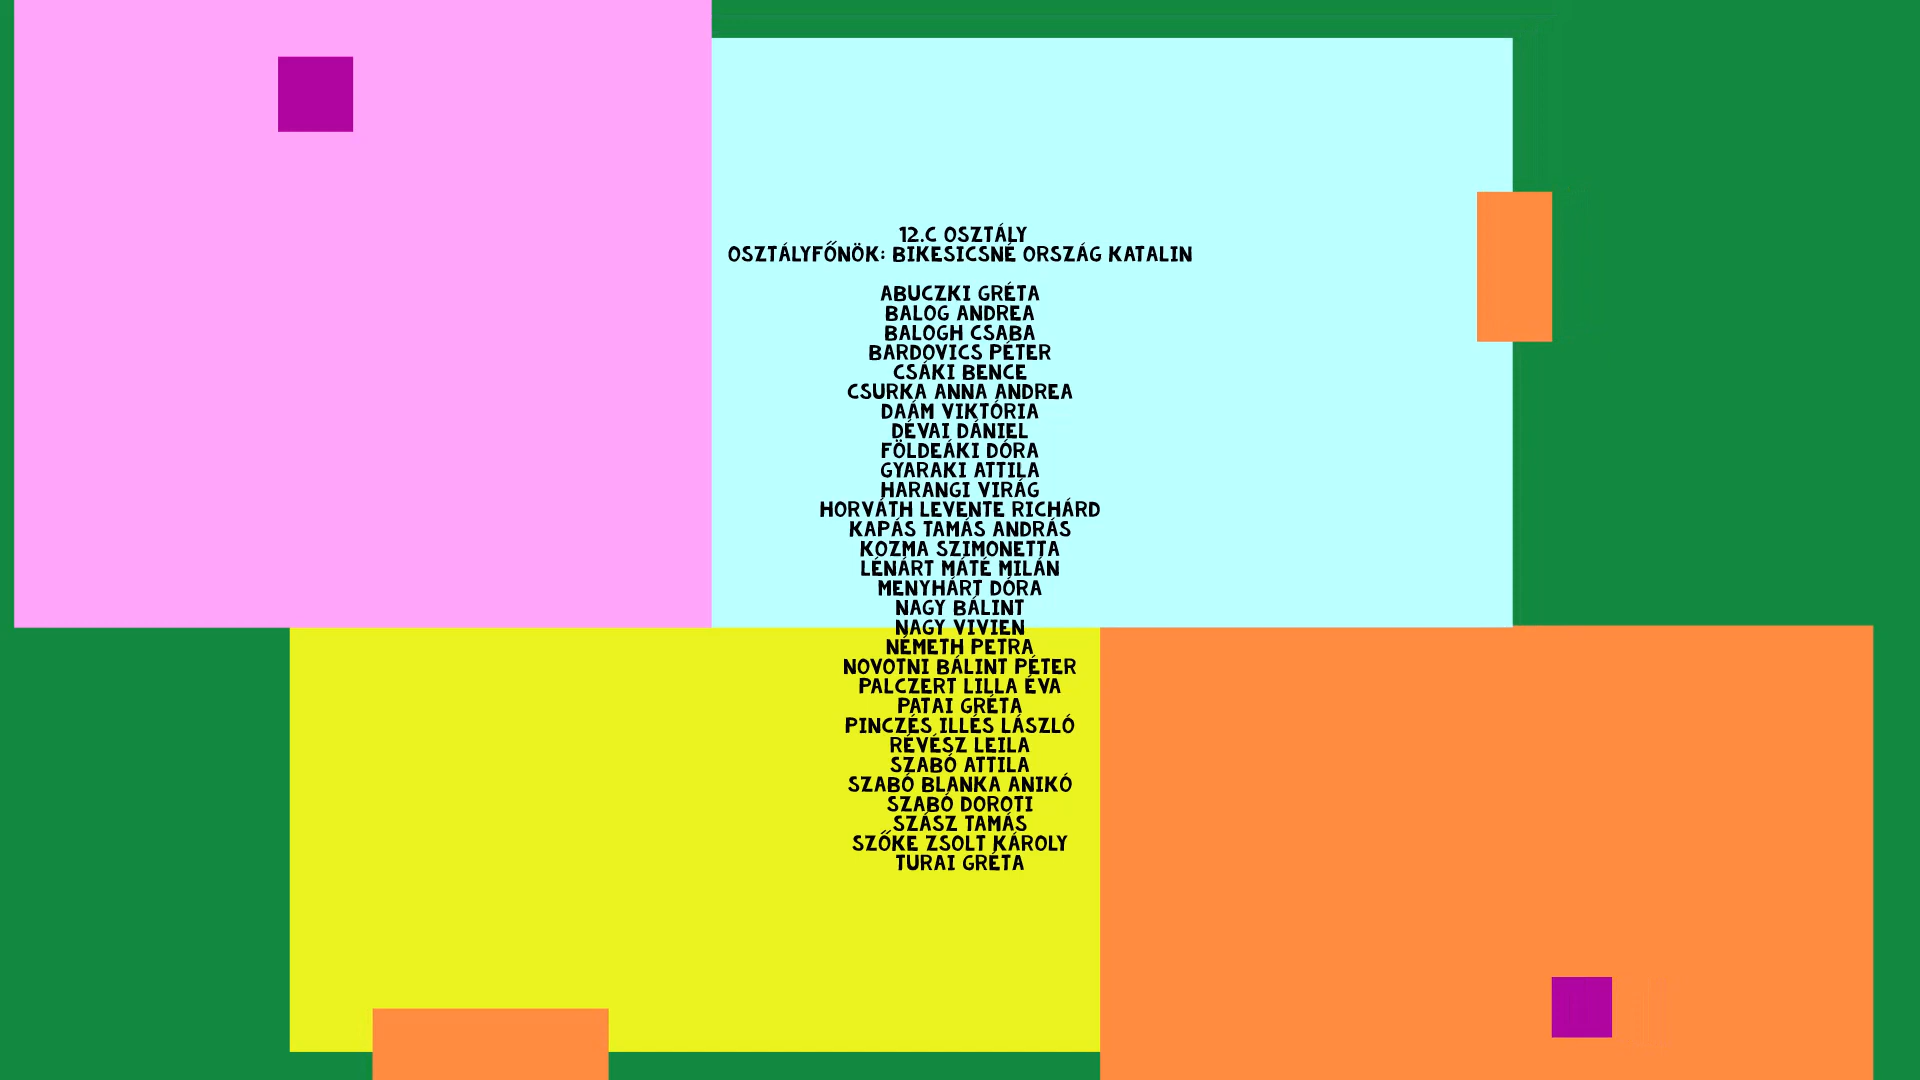 12.C OSZTÁLY
OSZTÁLYFŐNÖK: BIKESICSNÉ ORSZÁG KATALIN
ABUCZKI GRÉTA
BALOG ANDREA
BALOGH CSABA
BARDOVICS PÉTER
CSÁKI BENCE
CSURKA ANNA ANDREA
DAÁM VIKTÓRIA
DÉVAI DÁNIEL
FÖLDEÁKI DÓRA
GYARAKI ATTILA
HARANGI VIRÁG
HORVÁTH LEVENTE RICHÁRD
KAPÁS TAMÁS ANDRÁS
KOZMA SZIMONETTA
LÉNÁRT MÁTÉ MILÁN
MENYHÁRT DÓRA
NAGY BÁLINT
NAGY VIVIEN
NÉMETH PETRA
NOVOTNI BÁLINT PÉTER
PALCZERT LILLA ÉVA
PATAI GRÉTA
PINCZÉS ILLÉS LÁSZLÓ
RÉVÉSZ LEILA
SZABÓ ATTILA
SZABÓ BLANKA ANIKÓ
SZABÓ DOROTI
SZÁSZ TAMÁS
SZŐKE ZSOLT KÁROLY
TURAI GRÉTA